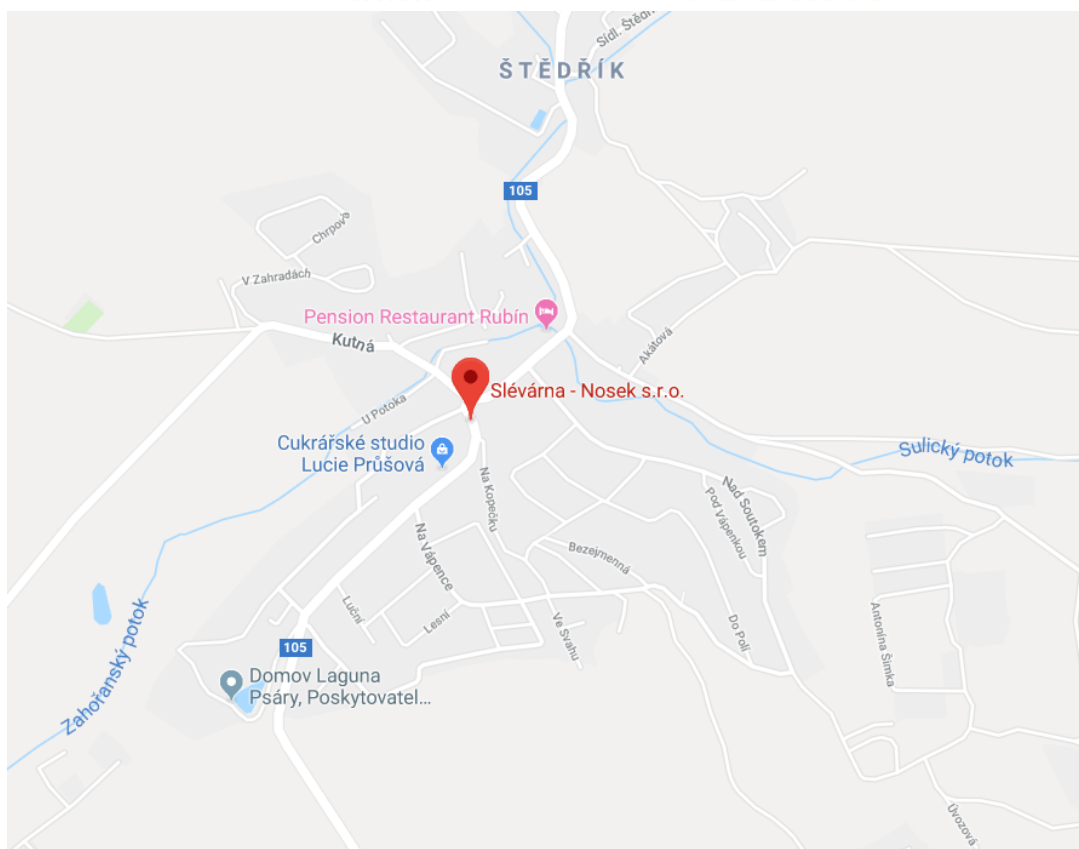 Sídl. Štědř
ŠTĚDŘÍK
105
Chrpová
V Zahradách
Pension Restaurant Rubín
Kutná
Akátová
Slévárna - Nosek s.r.o.
U Potoka
Cukrářské studio
Lucie Průšová
Sulický potok
Na Kopečku
Nad Soutokem
Pod Vápenkou
Na Vápence
Bezejmenná
Luční
Lesní
Ve Svahu
Do Polí
Antonína Šimka
Zahořanský potok
105
Domov Laguna
Psáry, Poskytovatel...
Úvozová